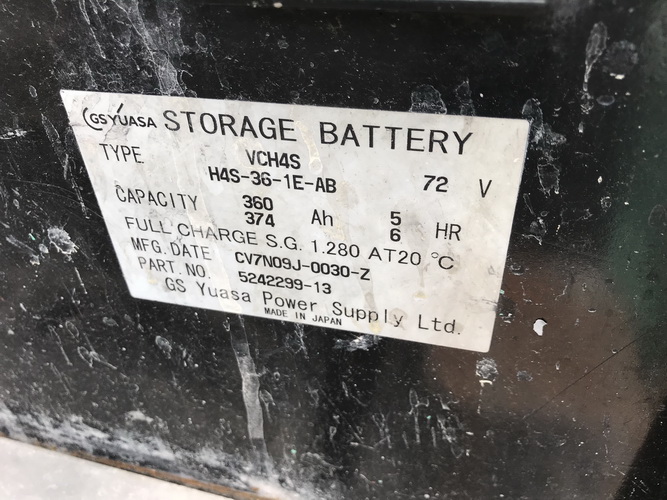 GS YUASA STORAGE BATTERY
TYPE VCH4S
H4S-36-1E-AB 72 V
CAPACITY 360 5
374 Ah 6 HR
FULL CHARGE S.G. 1.280 AT20 °C
MFG. DATE CV7N09J-0030-Z
PART. NO. 5242299-13
GS Yuasa Power Supply Ltd.
MADE IN JAPAN